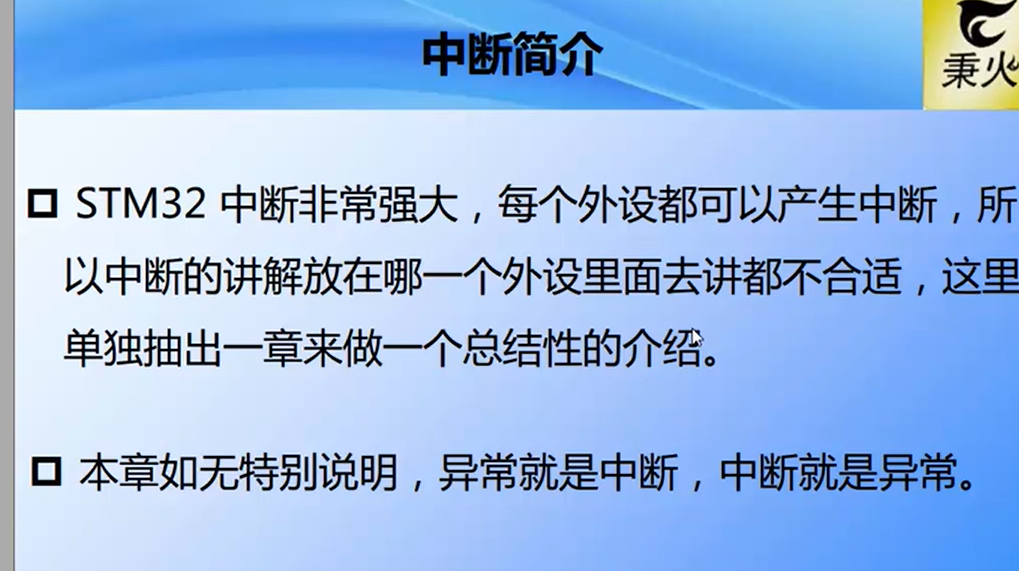 中断简介
秉火
STM32 中断非常强大，每个外设都可以产生中断，所
以中断的讲解放在哪一个外设里面去讲都不合适，这里
单独抽出一章来做一个总结性的介绍。
本章如无特别说明，异常就是中断，中断就是异常。